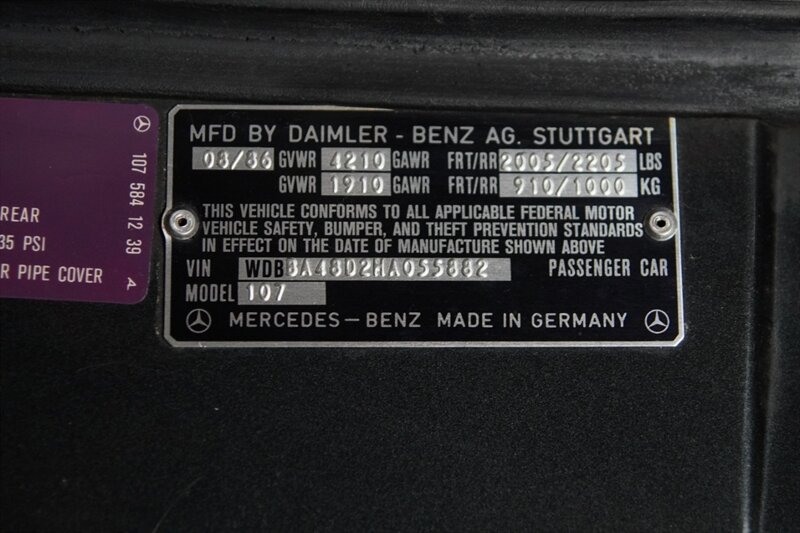 REAR
35 PSI
R PIPE COVER
107 584 12 39 A
MFD BY DAIMLER - BENZ AG. STUTTGART
08/86 GVWR 4210 GAWR FRT/RR 2005/2205 LBS
GVWR 1910 GAWR FRT/RR 910/1000 KG
THIS VEHICLE CONFORMS TO ALL APPLICABLE FEDERAL MOTOR
VEHICLE SAFETY, BUMPER, AND THEFT PREVENTION STANDARDS
IN EFFECT ON THE DATE OF MANUFACTURE SHOWN ABOVE
VIN WDBBA48D2HA055882 PASSENGER CAR
MODEL 107
MERCEDES-BENZ MADE IN GERMANY